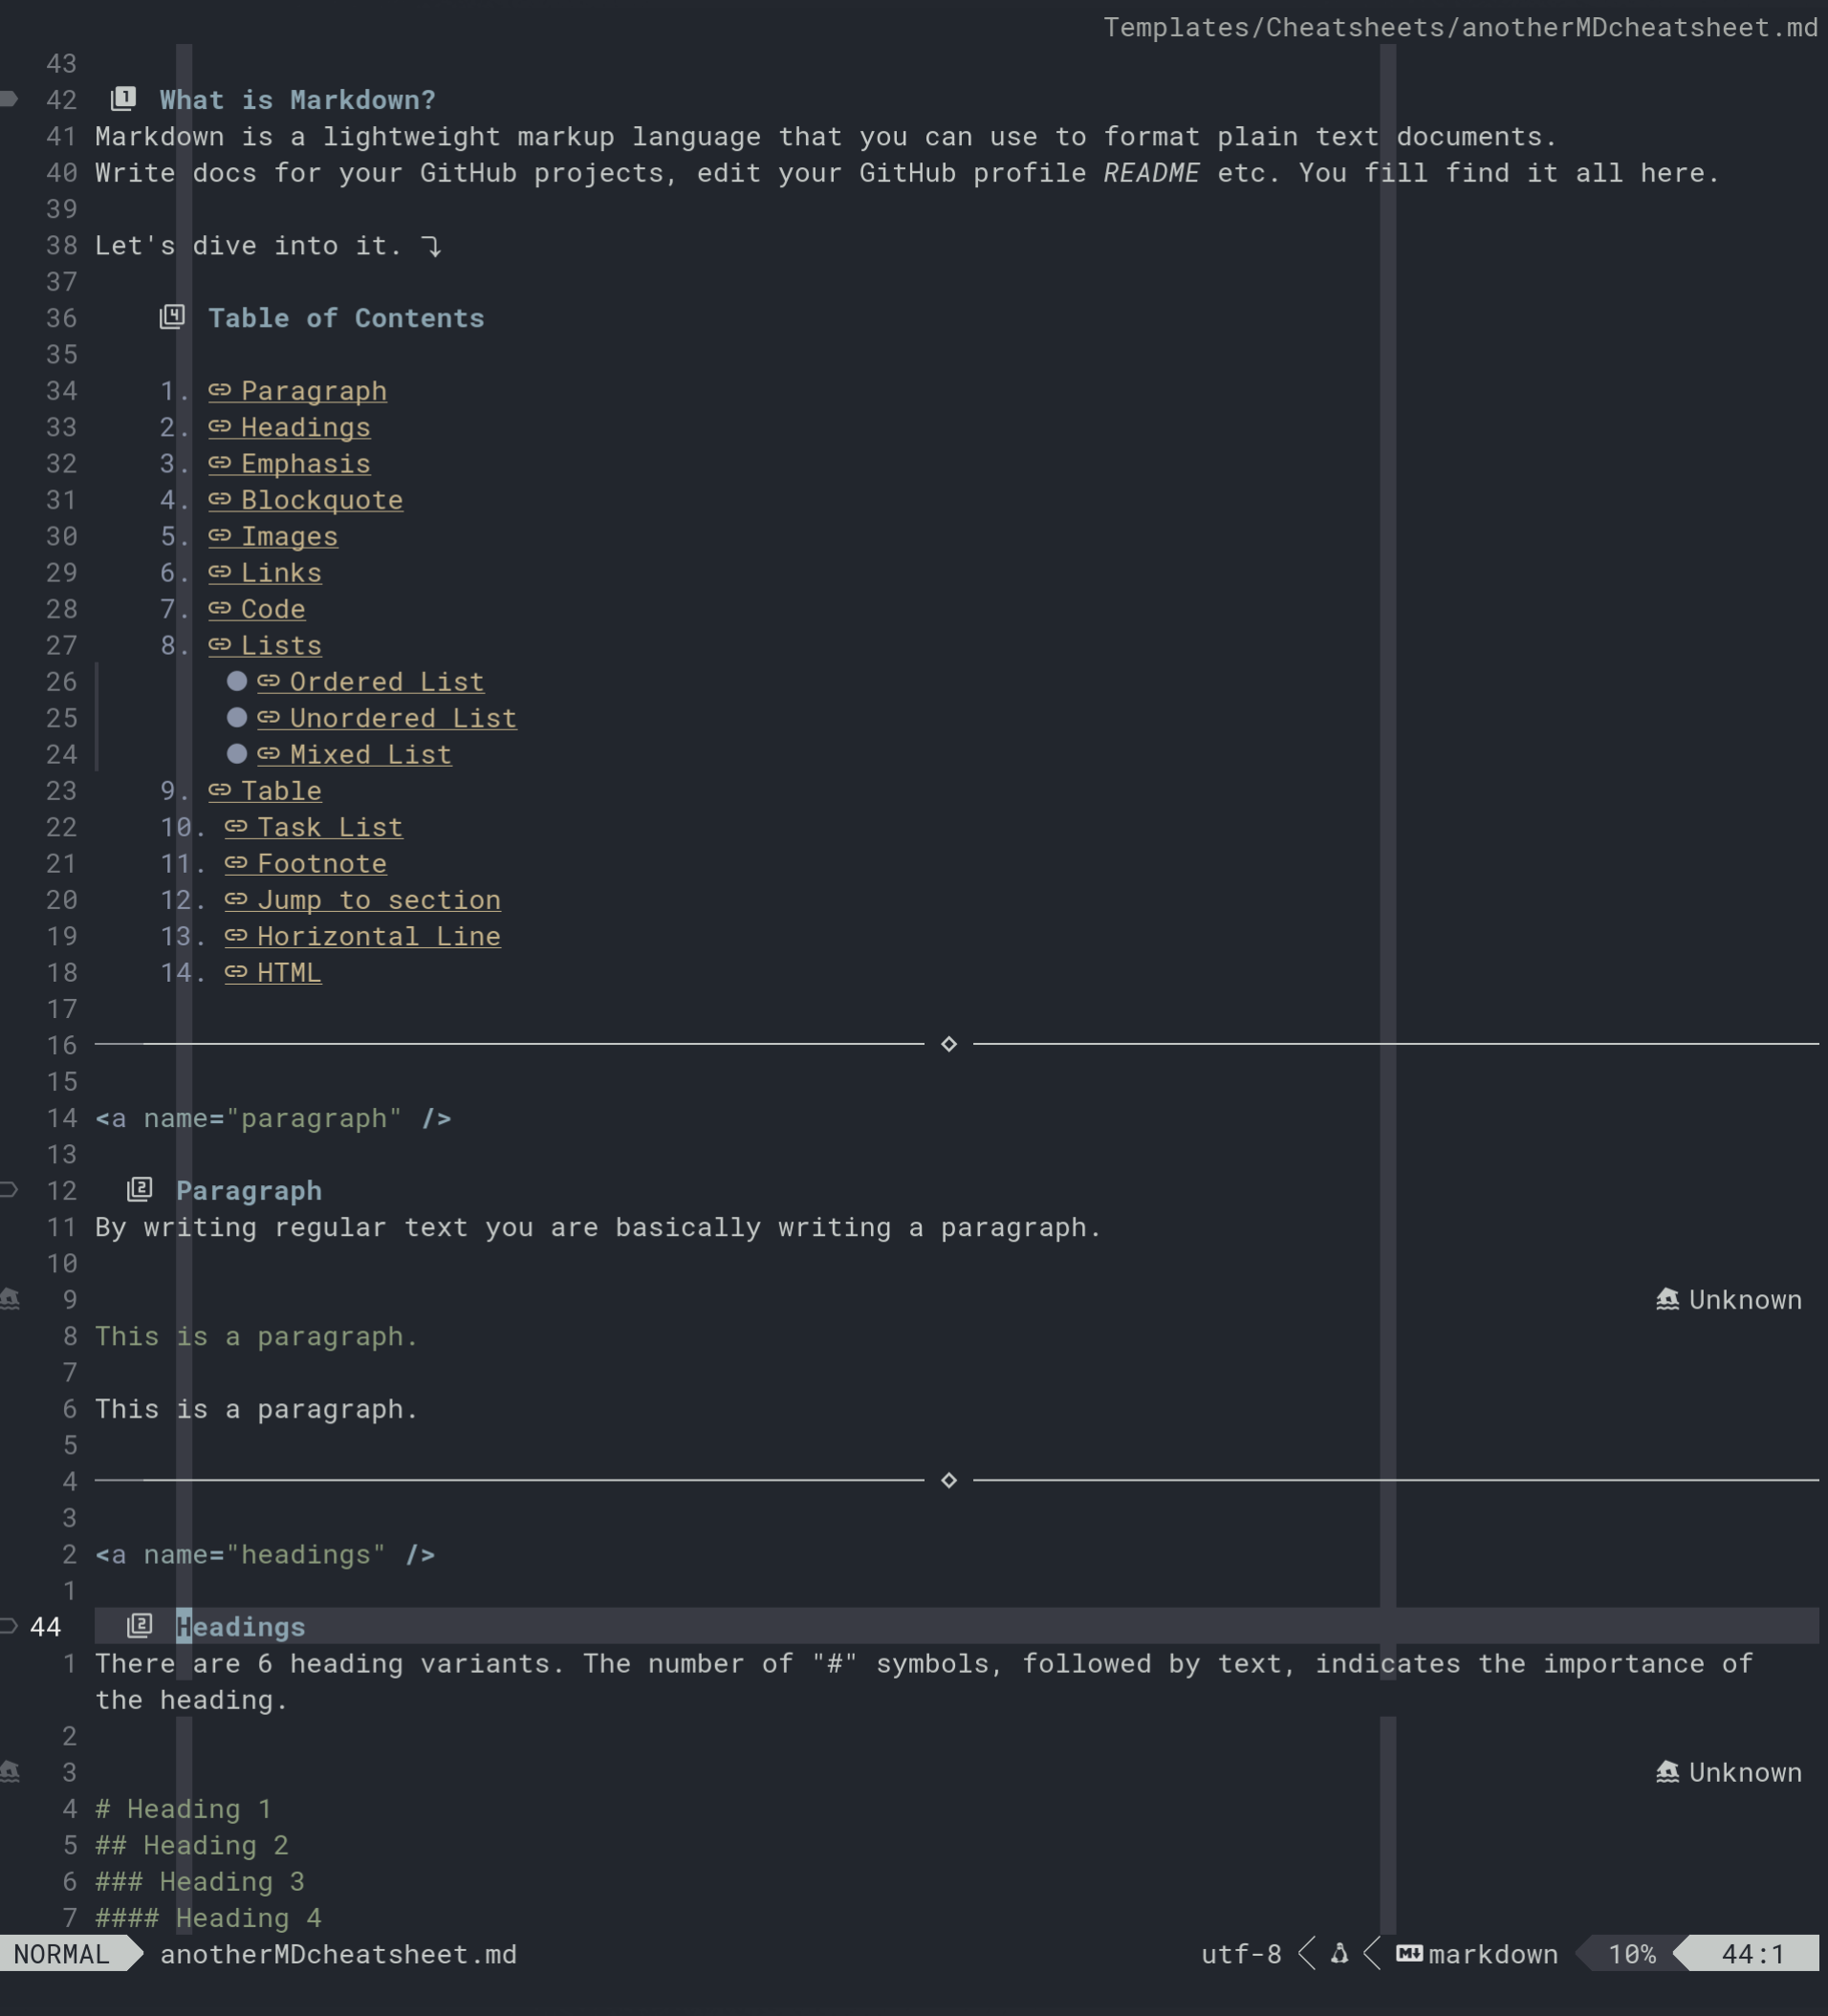 Templates/Cheatsheets/anotherMDcheatsheet.md
43
42 1 What is Markdown?
41 Markdown is a lightweight markup language that you can use to format plain text documents.
40 Write docs for your GitHub projects, edit your GitHub profile README etc. You fill find it all here.
39
38 Let's dive into it. ⤵
37
36 4 Table of Contents
35
34 1. Paragraph
33 2. Headings
32 3. Emphasis
31 4. Blockquote
30 5. Images
29 6. Links
28 7. Code
27 8. Lists
26 ● Ordered List
25 ● Unordered List
24 ● Mixed List
23 9. Table
22 10. Task List
21 11. Footnote
20 12. Jump to section
19 13. Horizontal Line
18 14. HTML
17
16
15
14 <a name="paragraph" />
13
12 2 Paragraph
11 By writing regular text you are basically writing a paragraph.
10
9 Unknown
8 This is a paragraph.
7
6 This is a paragraph.
5
4
3
2 <a name="headings" />
1
44 2 Headings
1 There are 6 heading variants. The number of "#" symbols, followed by text, indicates the importance of
the heading.
2
3 Unknown
4 # Heading 1
5 ## Heading 2
6 ### Heading 3
7 #### Heading 4
NORMAL anotherMDcheatsheet.md utf-8 markdown 10% 44:1